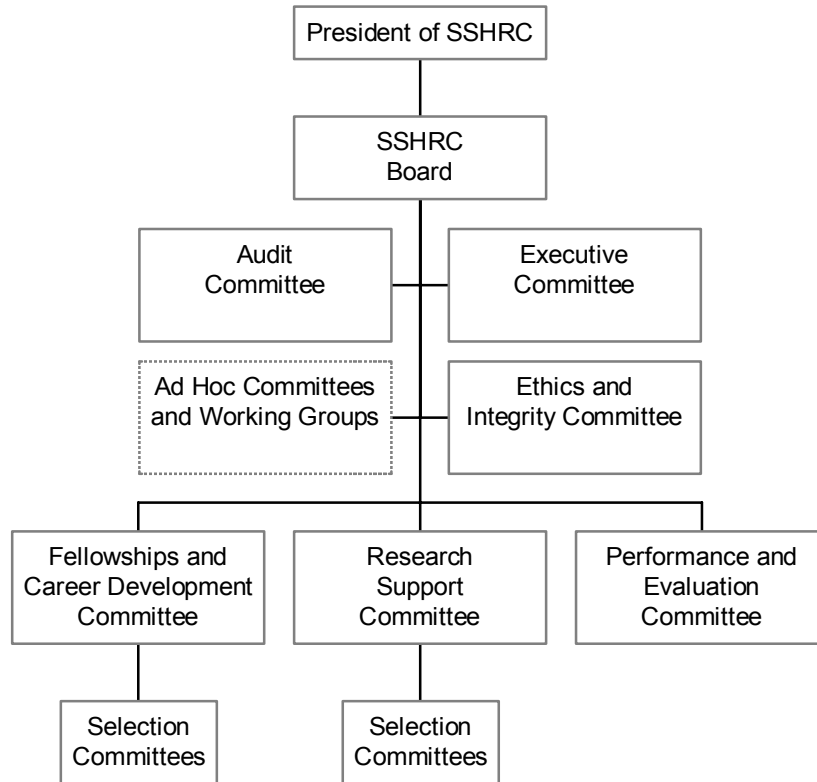 President of SSHRC
SSHRC
Board
Audit
Committee
Executive
Committee
Ad Hoc Committees
and Working Groups
Ethics and
Integrity Committee
Fellowships and
Career Development
Committee
Research
Support
Committee
Performance and
Evaluation
Committee
Selection
Committees
Selection
Committees